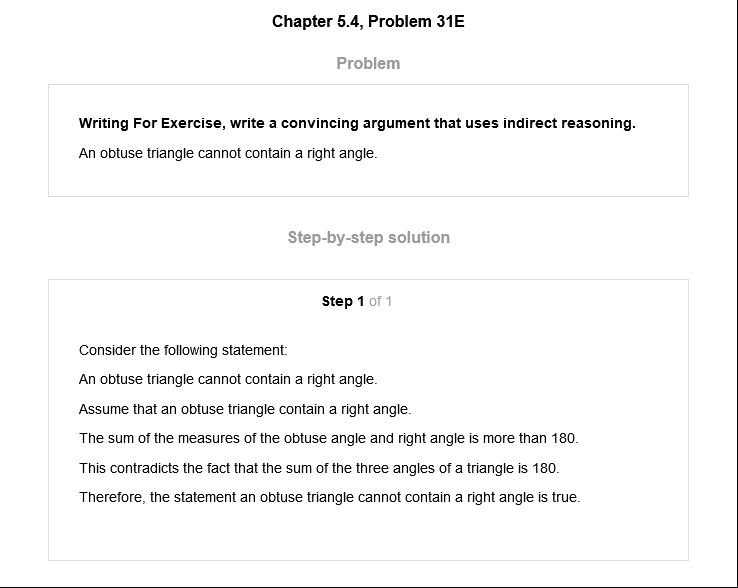 Chapter 5.4, Problem 31E
Problem
Writing For Exercise, write a convincing argument that uses indirect reasoning.
An obtuse triangle cannot contain a right angle.
Step-by-step solution
Step 1 of 1
Consider the following statement:
An obtuse triangle cannot contain a right angle.
Assume that an obtuse triangle contain a right angle.
The sum of the measures of the obtuse angle and right angle is more than 180.
This contradicts the fact that the sum of the three angles of a triangle is 180.
Therefore, the statement an obtuse triangle cannot contain a right angle is true.